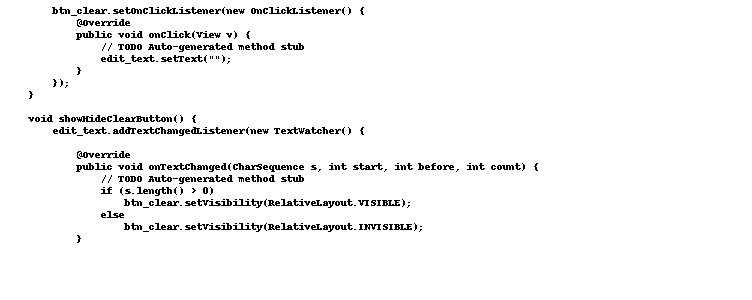 btn_clear.setOnClickListener(new OnClickListener() {
@Override
public void onClick(View v) {
// TODO Auto-generated method stub
edit_text.setText("");
}
});
}
void showHideClearButton() {
edit_text.addTextChangedListener(new TextWatcher() {
@Override
public void onTextChanged(CharSequence s, int start, int before, int count) {
// TODO Auto-generated method stub
if (s.length() > 0)
btn_clear.setVisibility(RelativeLayout.VISIBLE);
else
btn_clear.setVisibility(RelativeLayout.INVISIBLE);
}